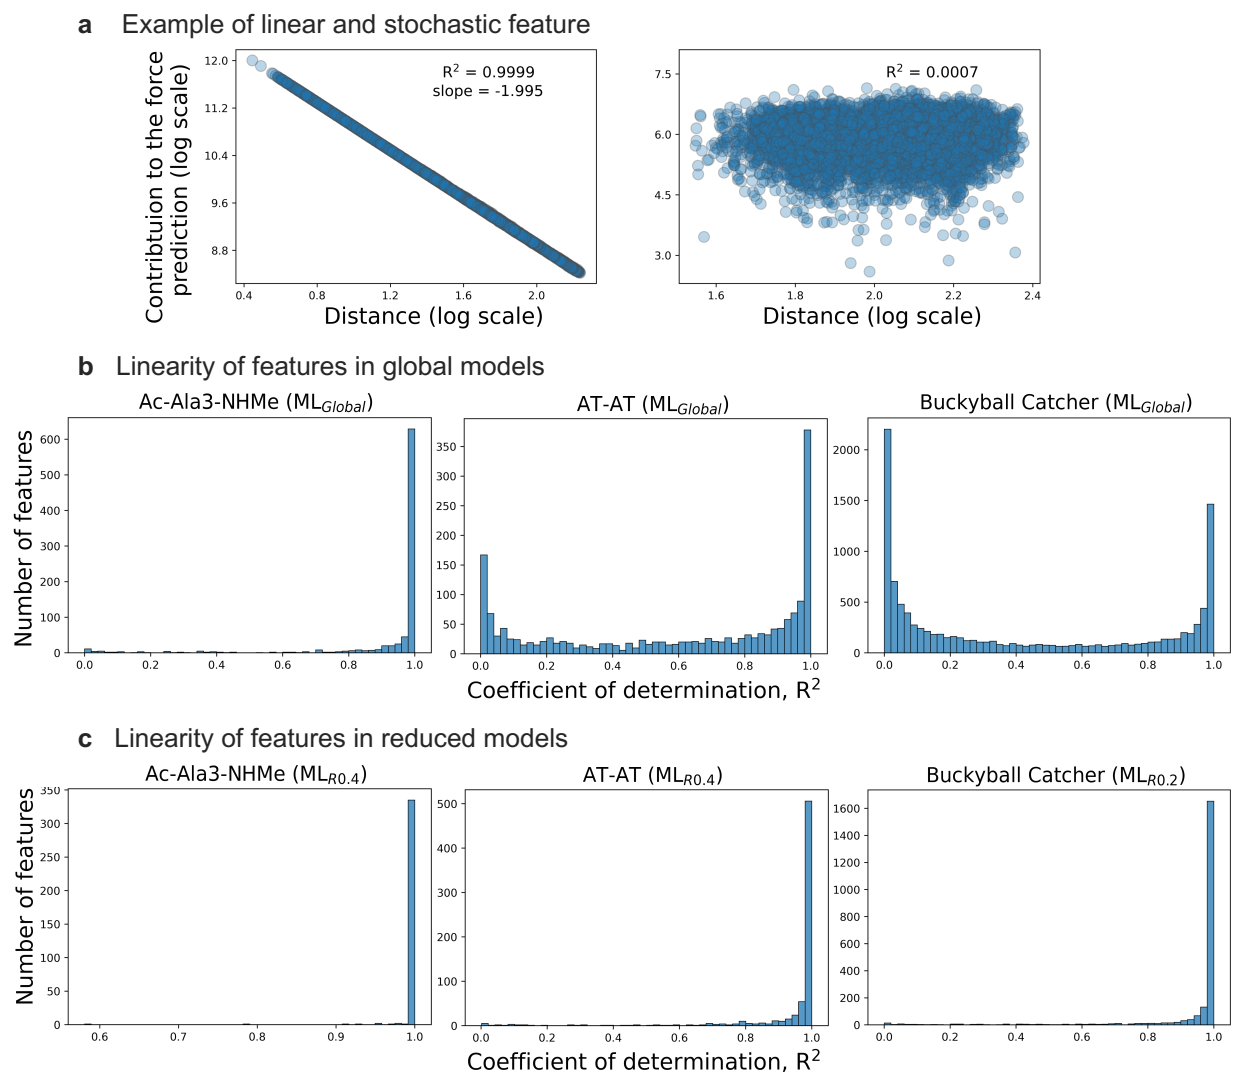 a Example of linear and stochastic feature
Contribtuion to the force
prediction (log scale)
12.0
11.2
10.4
9.6
8.8
R² = 0.9999
slope = -1.995
0.4 0.8 1.2 1.6 2.0
Distance (log scale)
7.5
6.0
4.5
3.0
R² = 0.0007
1.6 1.8 2.0 2.2 2.4
Distance (log scale)
b Linearity of features in global models
Ac-Ala3-NHMe (ML_Global)
Number of features
600
500
400
300
200
100
0
0.0 0.2 0.4 0.6 0.8 1.0
AT-AT (ML_Global)
350
300
250
200
150
100
50
0
0.0 0.2 0.4 0.6 0.8 1.0
Buckyball Catcher (ML_Global)
2000
1500
1000
500
0
0.0 0.2 0.4 0.6 0.8 1.0
Coefficient of determination, R²
c Linearity of features in reduced models
Ac-Ala3-NHMe (ML_R0.4)
Number of features
350
300
250
200
150
100
50
0
0.6 0.7 0.8 0.9 1.0
AT-AT (ML_R0.4)
500
400
300
200
100
0
0.0 0.2 0.4 0.6 0.8 1.0
Buckyball Catcher (ML_R0.2)
1600
1400
1200
1000
800
600
400
200
0
0.0 0.2 0.4 0.6 0.8 1.0
Coefficient of determination, R²